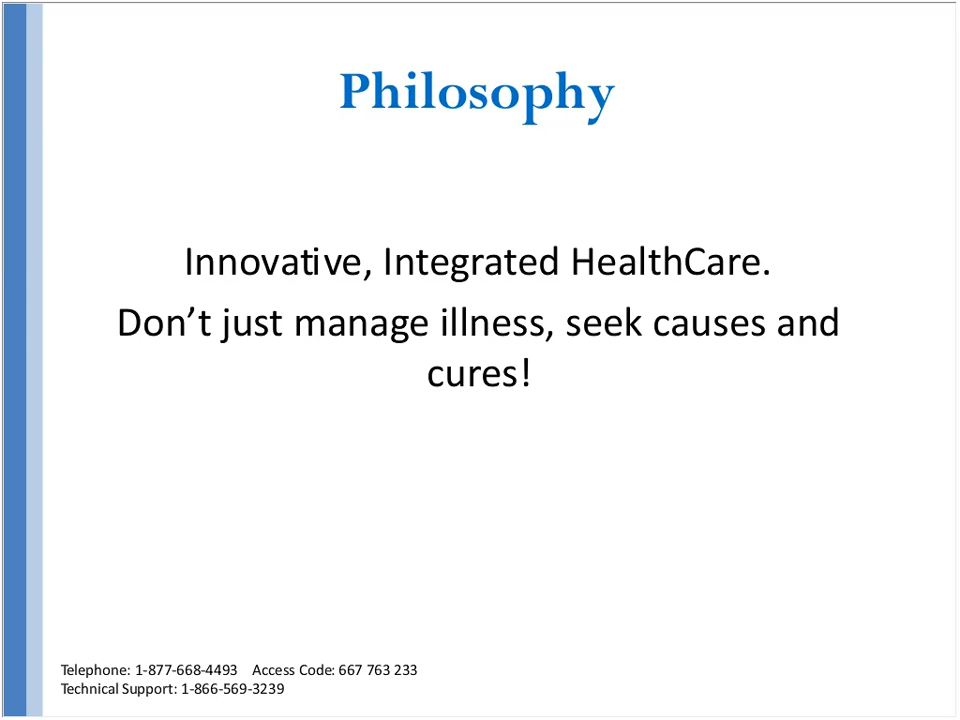 Philosophy
Innovative, Integrated HealthCare.
Don’t just manage illness, seek causes and
cures!
Telephone: 1-877-668-4493    Access Code: 667 763 233
Technical Support: 1-866-569-3239